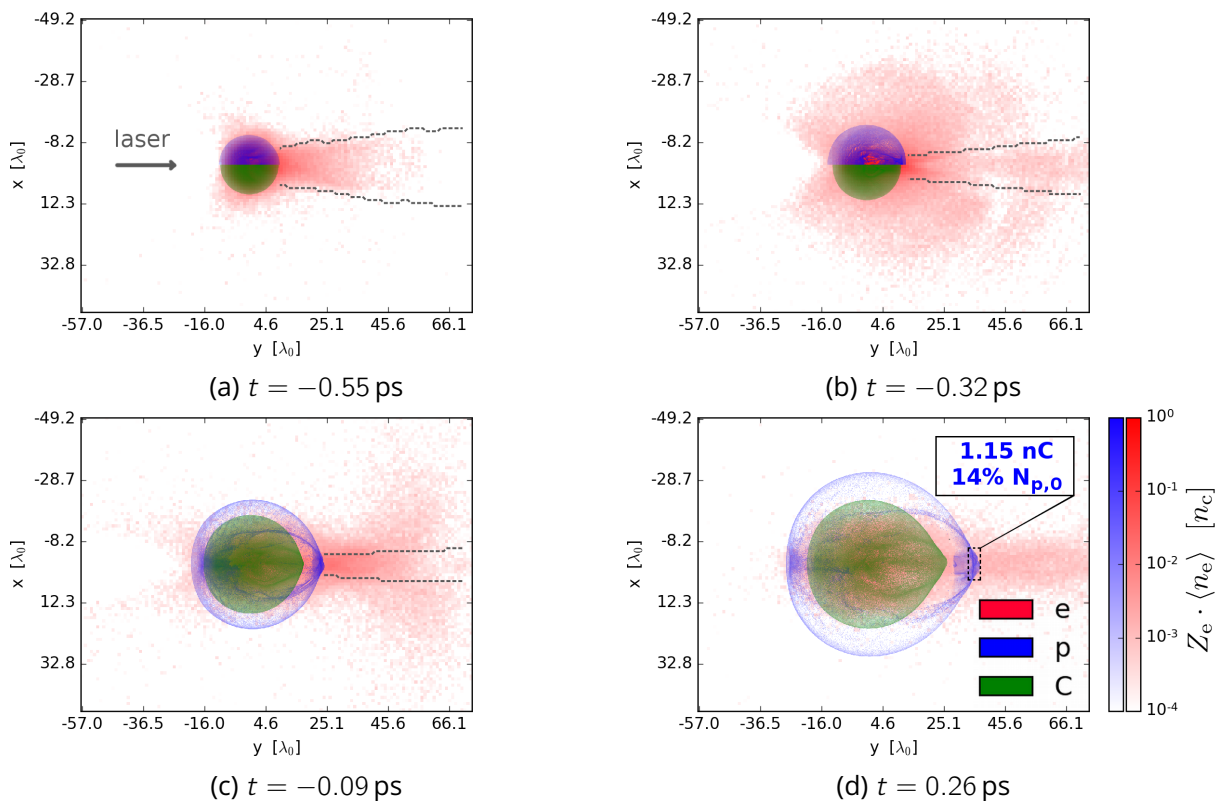 -49.2
-28.7
-8.2
12.3
32.8
x [λ₀]
laser
-57.0 -36.5 -16.0 4.6 25.1 45.6 66.1
y [λ₀]
(a) t = −0.55 ps
-49.2
-28.7
-8.2
12.3
32.8
x [λ₀]
-57.0 -36.5 -16.0 4.6 25.1 45.6 66.1
y [λ₀]
(b) t = −0.32 ps
-49.2
-28.7
-8.2
12.3
32.8
x [λ₀]
-57.0 -36.5 -16.0 4.6 25.1 45.6 66.1
y [λ₀]
(c) t = −0.09 ps
-49.2
-28.7
-8.2
12.3
32.8
x [λ₀]
1.15 nC
14% Np,0
e
p
C
-57.0 -36.5 -16.0 4.6 25.1 45.6 66.1
y [λ₀]
(d) t = 0.26 ps
10⁰
10⁻¹
10⁻²
10⁻³
10⁻⁴
Zₑ · ⟨nₑ⟩ [n_c]